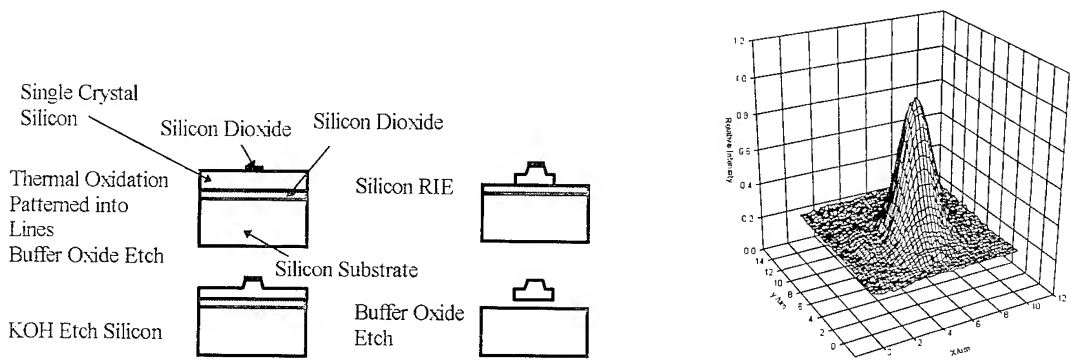 Single Crystal
Silicon
Silicon Dioxide
Silicon Dioxide
Thermal Oxidation
Patterned into
Lines
Buffer Oxide Etch
Silicon Substrate
KOH Etch Silicon
Silicon RIE
Buffer Oxide
Etch
1.2
1.0
0.8
0.6
0.4
0.2
0.0
Relative Intensity
14
12
10
8
6
4
2
0
0
2
4
6
8
10
12
X/um